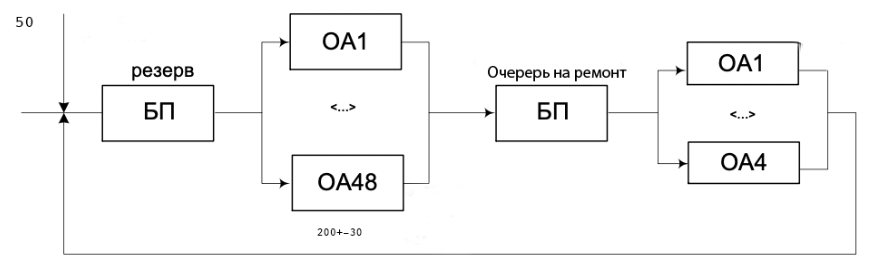 50
резерв
БП
ОА1
<...>
ОА48
200+-30
Очерерь на ремонт
БП
ОА1
<...>
ОА4